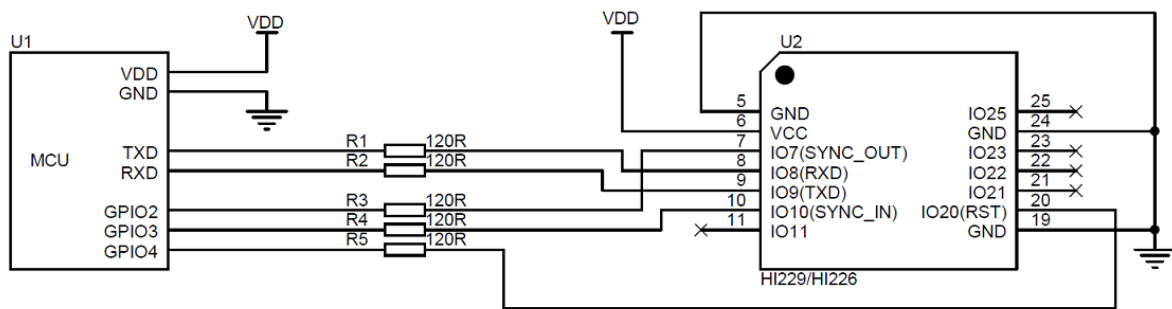 VDD
VDD
U1
U2
VDD
GND
TXD
RXD
GPIO2
GPIO3
GPIO4
MCU
R1 120R
R2 120R
R3 120R
R4 120R
R5 120R
5 GND
6 VCC
7 IO7(SYNC_OUT)
8 IO8(RXD)
9 IO9(TXD)
10 IO10(SYNC_IN)
11 IO11
IO25 25
GND 24
IO23 23
IO22 22
IO21 21
IO20(RST) 20
GND 19
HI229/HI226